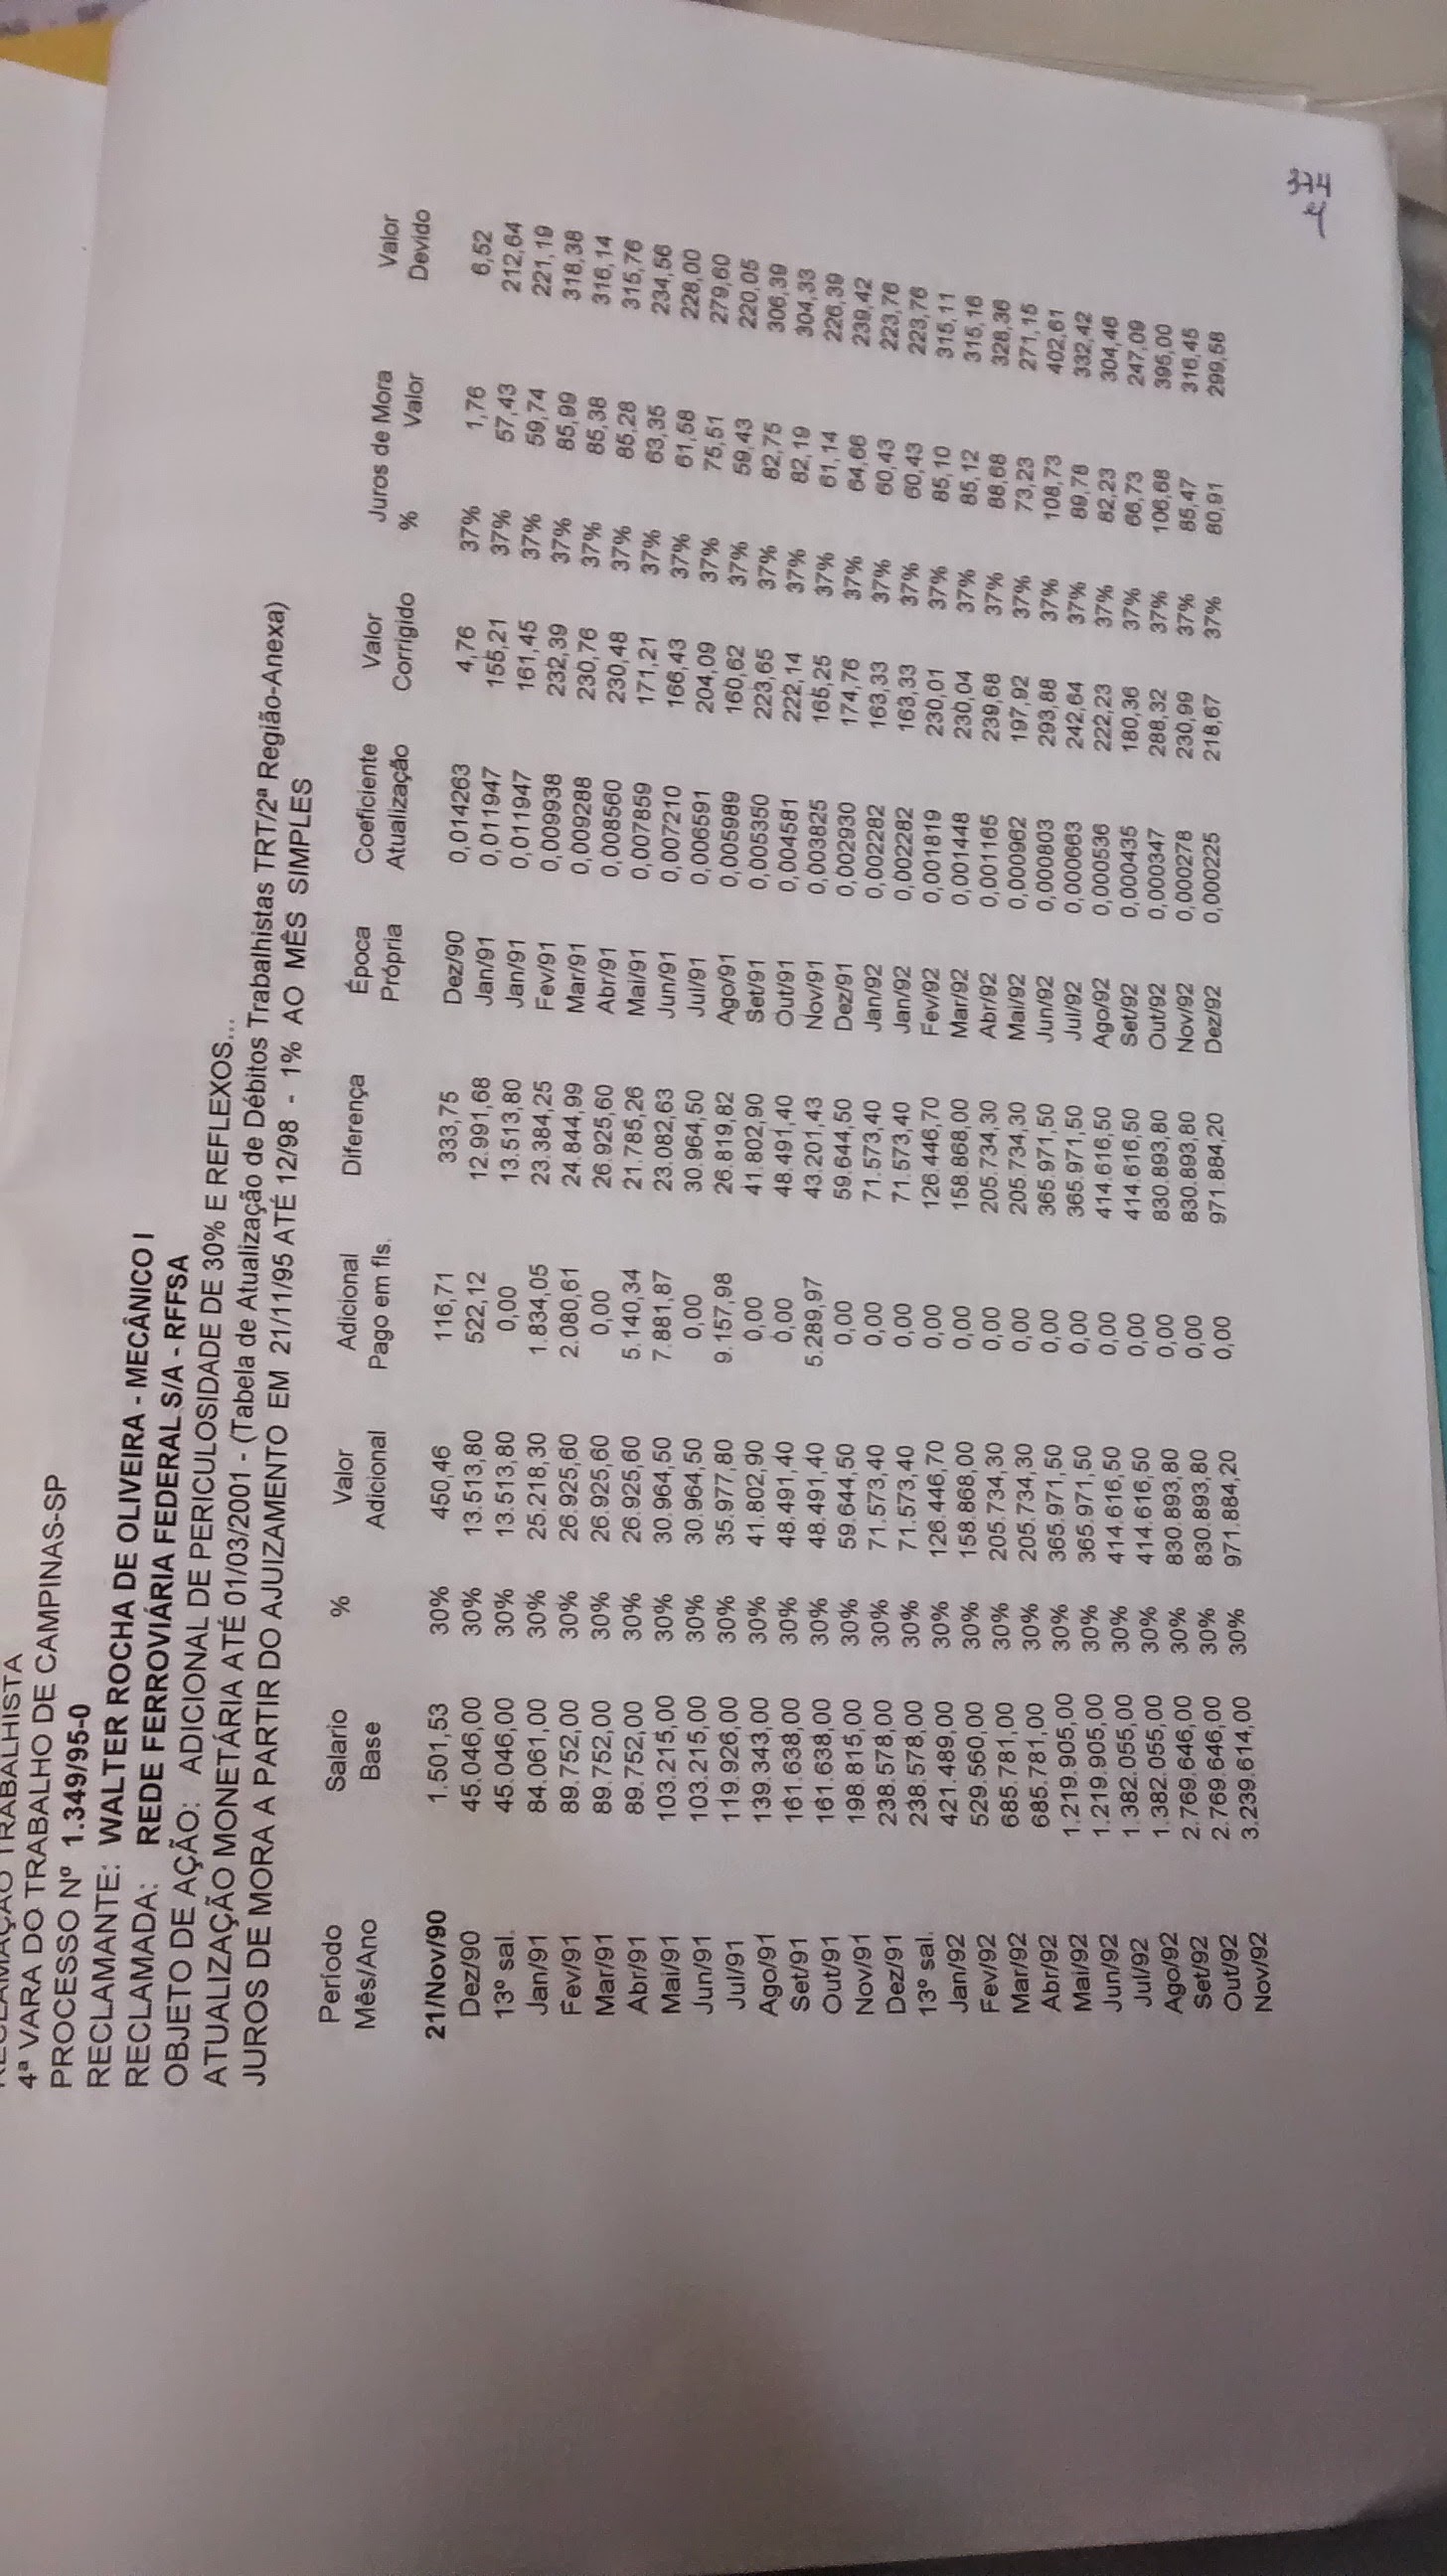 RECLAMAÇÃO TRABALHISTA
4ª VARA DO TRABALHO DE CAMPINAS-SP
PROCESSO Nº 1.349/95-0
RECLAMANTE: WALTER ROCHA DE OLIVEIRA - MECÂNICO I
RECLAMADA: REDE FERROVIÁRIA FEDERAL S/A - RFFSA
OBJETO DE AÇÃO: ADICIONAL DE PERICULOSIDADE DE 30% E REFLEXOS...
ATUALIZAÇÃO MONETÁRIA ATÉ 01/03/2001 - (Tabela de Atualização de Débitos Trabalhistas TRT/2ª Região-Anexa)
JUROS DE MORA A PARTIR DO AJUIZAMENTO EM 21/11/95 ATÉ 12/98 - 1% AO MÊS SIMPLES
Período Salario % Valor Adicional Diferença Época Coeficiente Valor Juros de Mora Valor
Mês/Ano Base Adicional Pago em fls. Própria Atualização Corrigido % Valor Devido
21/Nov/90 1.501,53 30% 450,46 116,71 333,75 Dez/90 0,014263 4,76 37% 1,76 6,52
Dez/90 45.046,00 30% 13.513,80 522,12 12.991,68 Jan/91 0,011947 155,21 37% 57,43 212,64
13º sal. 45.046,00 30% 13.513,80 0,00 13.513,80 Jan/91 0,011947 161,45 37% 59,74 221,19
Jan/91 84.061,00 30% 25.218,30 1.834,05 23.384,25 Fev/91 0,009938 232,39 37% 85,99 318,38
Fev/91 89.752,00 30% 26.925,60 2.080,61 24.844,99 Mar/91 0,009288 230,76 37% 85,38 316,14
Mar/91 89.752,00 30% 26.925,60 0,00 26.925,60 Abr/91 0,008560 230,48 37% 85,28 315,76
Abr/91 89.752,00 30% 26.925,60 5.140,34 21.785,26 Mai/91 0,007859 171,21 37% 63,35 234,56
Mai/91 103.215,00 30% 30.964,50 7.881,87 23.082,63 Jun/91 0,007210 166,43 37% 61,58 228,00
Jun/91 103.215,00 30% 30.964,50 0,00 30.964,50 Jul/91 0,006591 204,09 37% 75,51 279,60
Jul/91 119.926,00 30% 35.977,80 9.157,98 26.819,82 Ago/91 0,005989 160,62 37% 59,43 220,05
Ago/91 139.343,00 30% 41.802,90 0,00 41.802,90 Set/91 0,005350 223,65 37% 82,75 306,39
Set/91 161.638,00 30% 48.491,40 0,00 48.491,40 Out/91 0,004581 222,14 37% 82,19 304,33
Out/91 161.638,00 30% 48.491,40 5.289,97 43.201,43 Nov/91 0,003825 165,25 37% 61,14 226,39
Nov/91 198.815,00 30% 59.644,50 0,00 59.644,50 Dez/91 0,002930 174,76 37% 64,66 239,42
Dez/91 238.578,00 30% 71.573,40 0,00 71.573,40 Jan/92 0,002282 163,33 37% 60,43 223,76
13º sal. 238.578,00 30% 71.573,40 0,00 71.573,40 Jan/92 0,002282 163,33 37% 60,43 223,76
Jan/92 421.489,00 30% 126.446,70 0,00 126.446,70 Fev/92 0,001819 230,01 37% 85,10 315,11
Fev/92 529.560,00 30% 158.868,00 0,00 158.868,00 Mar/92 0,001448 230,04 37% 85,12 315,16
Mar/92 685.781,00 30% 205.734,30 0,00 205.734,30 Abr/92 0,001165 239,68 37% 88,68 328,36
Abr/92 685.781,00 30% 205.734,30 0,00 205.734,30 Mai/92 0,000962 197,92 37% 73,23 271,15
Mai/92 1.219.905,00 30% 365.971,50 0,00 365.971,50 Jun/92 0,000803 293,88 37% 108,73 402,61
Jun/92 1.219.905,00 30% 365.971,50 0,00 365.971,50 Jul/92 0,000663 242,64 37% 89,78 332,42
Jul/92 1.382.055,00 30% 414.616,50 0,00 414.616,50 Ago/92 0,000536 222,23 37% 82,23 304,46
Ago/92 1.382.055,00 30% 414.616,50 0,00 414.616,50 Set/92 0,000435 180,36 37% 66,73 247,09
Set/92 2.769.646,00 30% 830.893,80 0,00 830.893,80 Out/92 0,000347 288,32 37% 106,68 395,00
Out/92 2.769.646,00 30% 830.893,80 0,00 830.893,80 Nov/92 0,000278 230,99 37% 85,47 316,45
Nov/92 3.239.614,00 30% 971.884,20 0,00 971.884,20 Dez/92 0,000225 218,67 37% 80,91 299,58
374